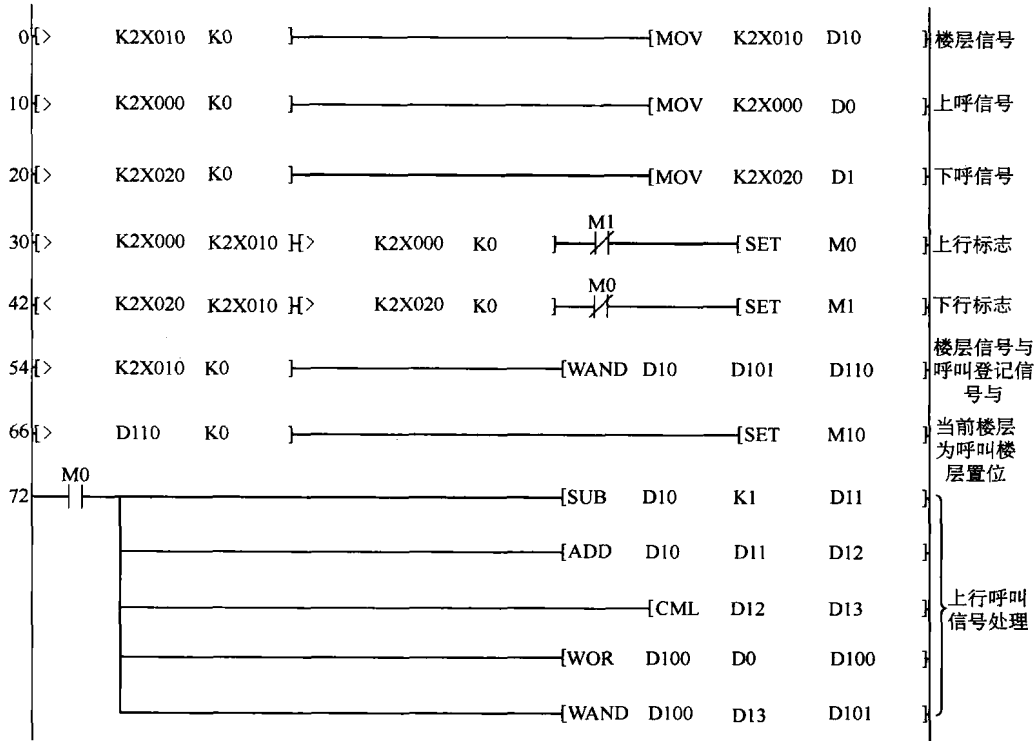 0 [> K2X010 K0 ] [MOV K2X010 D10 ] 楼层信号
10 [> K2X000 K0 ] [MOV K2X000 D0 ] 上呼信号
20 [> K2X020 K0 ] [MOV K2X020 D1 ] 下呼信号
M1
30 [> K2X000 K2X010 ] [> K2X000 K0 ] [SET M0 ] 上行标志
M0
42 [< K2X020 K2X010 ] [> K2X020 K0 ] [SET M1 ] 下行标志
54 [> K2X010 K0 ] [WAND D10 D101 D110 ] 楼层信号与
呼叫登记信
号与
66 [> D110 K0 ] [SET M10 ] 当前楼层
为呼叫楼
层置位
M0
72 [SUB D10 K1 D11 ]
[ADD D10 D11 D12 ]
[CML D12 D13 ] 上行呼叫
信号处理
[WOR D100 D0 D100 ]
[WAND D100 D13 D101 ]